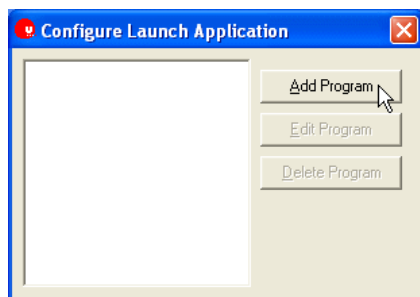 Configure Launch Application
Add Program
Edit Program
Delete Program